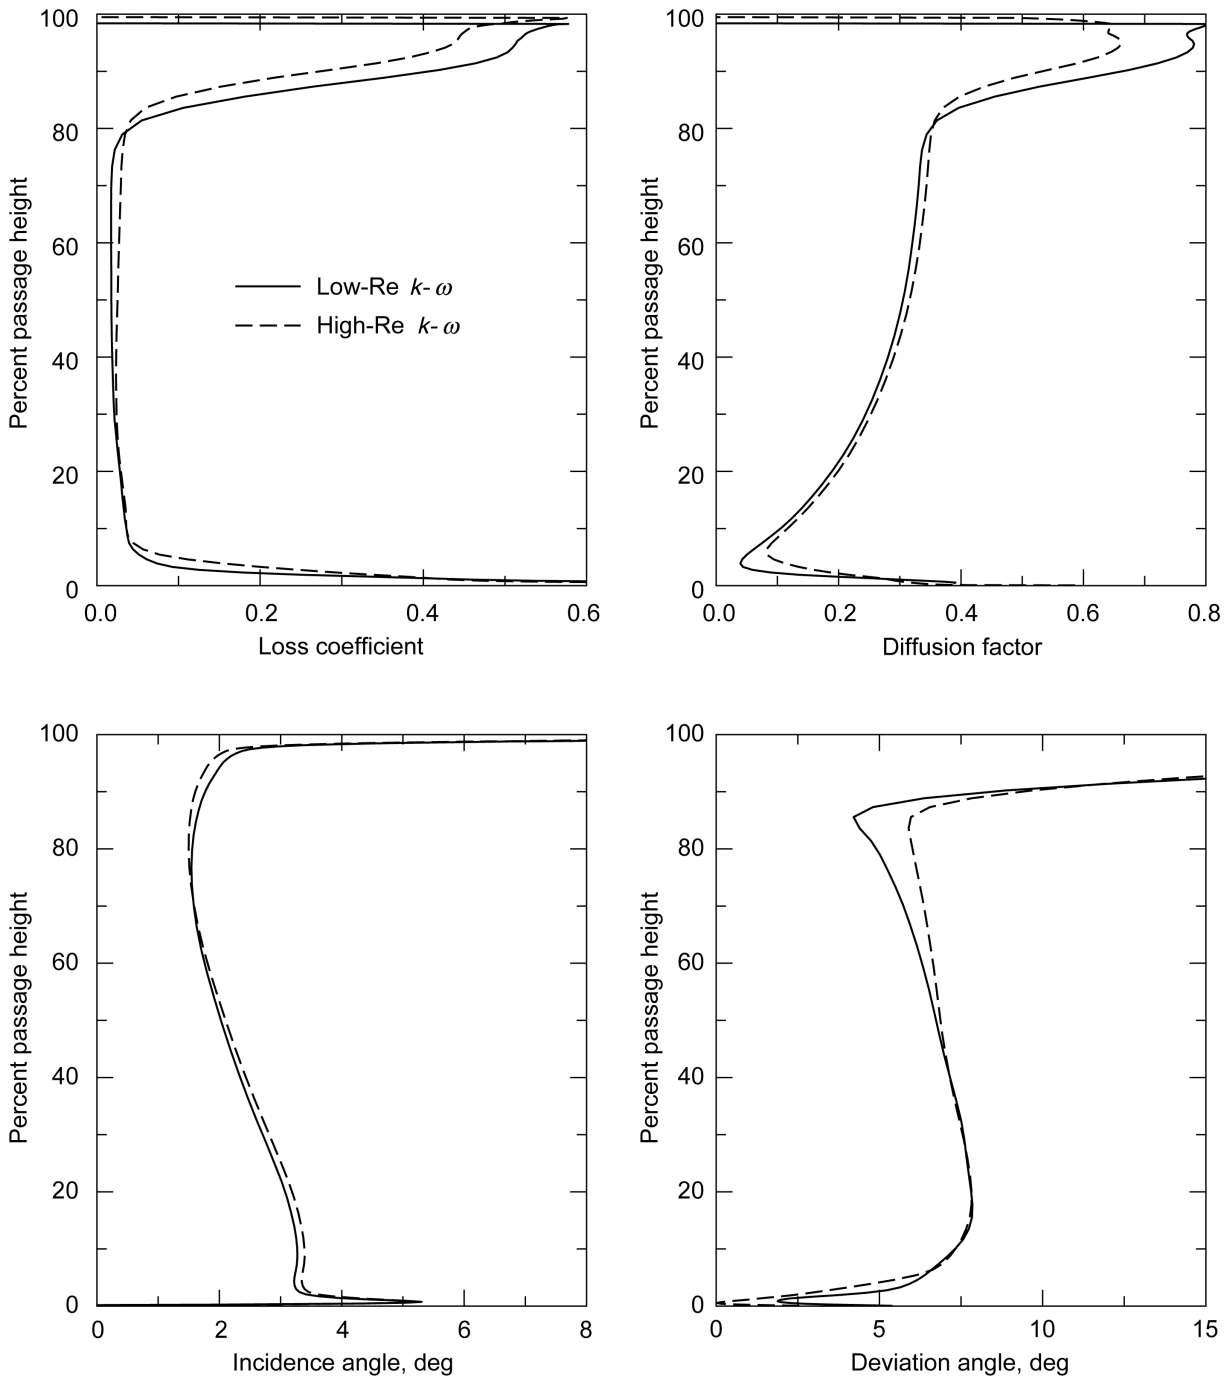 100
80
60
40
20
0
Percent passage height
0.0 0.2 0.4 0.6
Loss coefficient
Low-Re k-ω
High-Re k-ω
100
80
60
40
20
0
Percent passage height
0.0 0.2 0.4 0.6 0.8
Diffusion factor
100
80
60
40
20
0
Percent passage height
0 2 4 6 8
Incidence angle, deg
100
80
60
40
20
0
Percent passage height
0 5 10 15
Deviation angle, deg